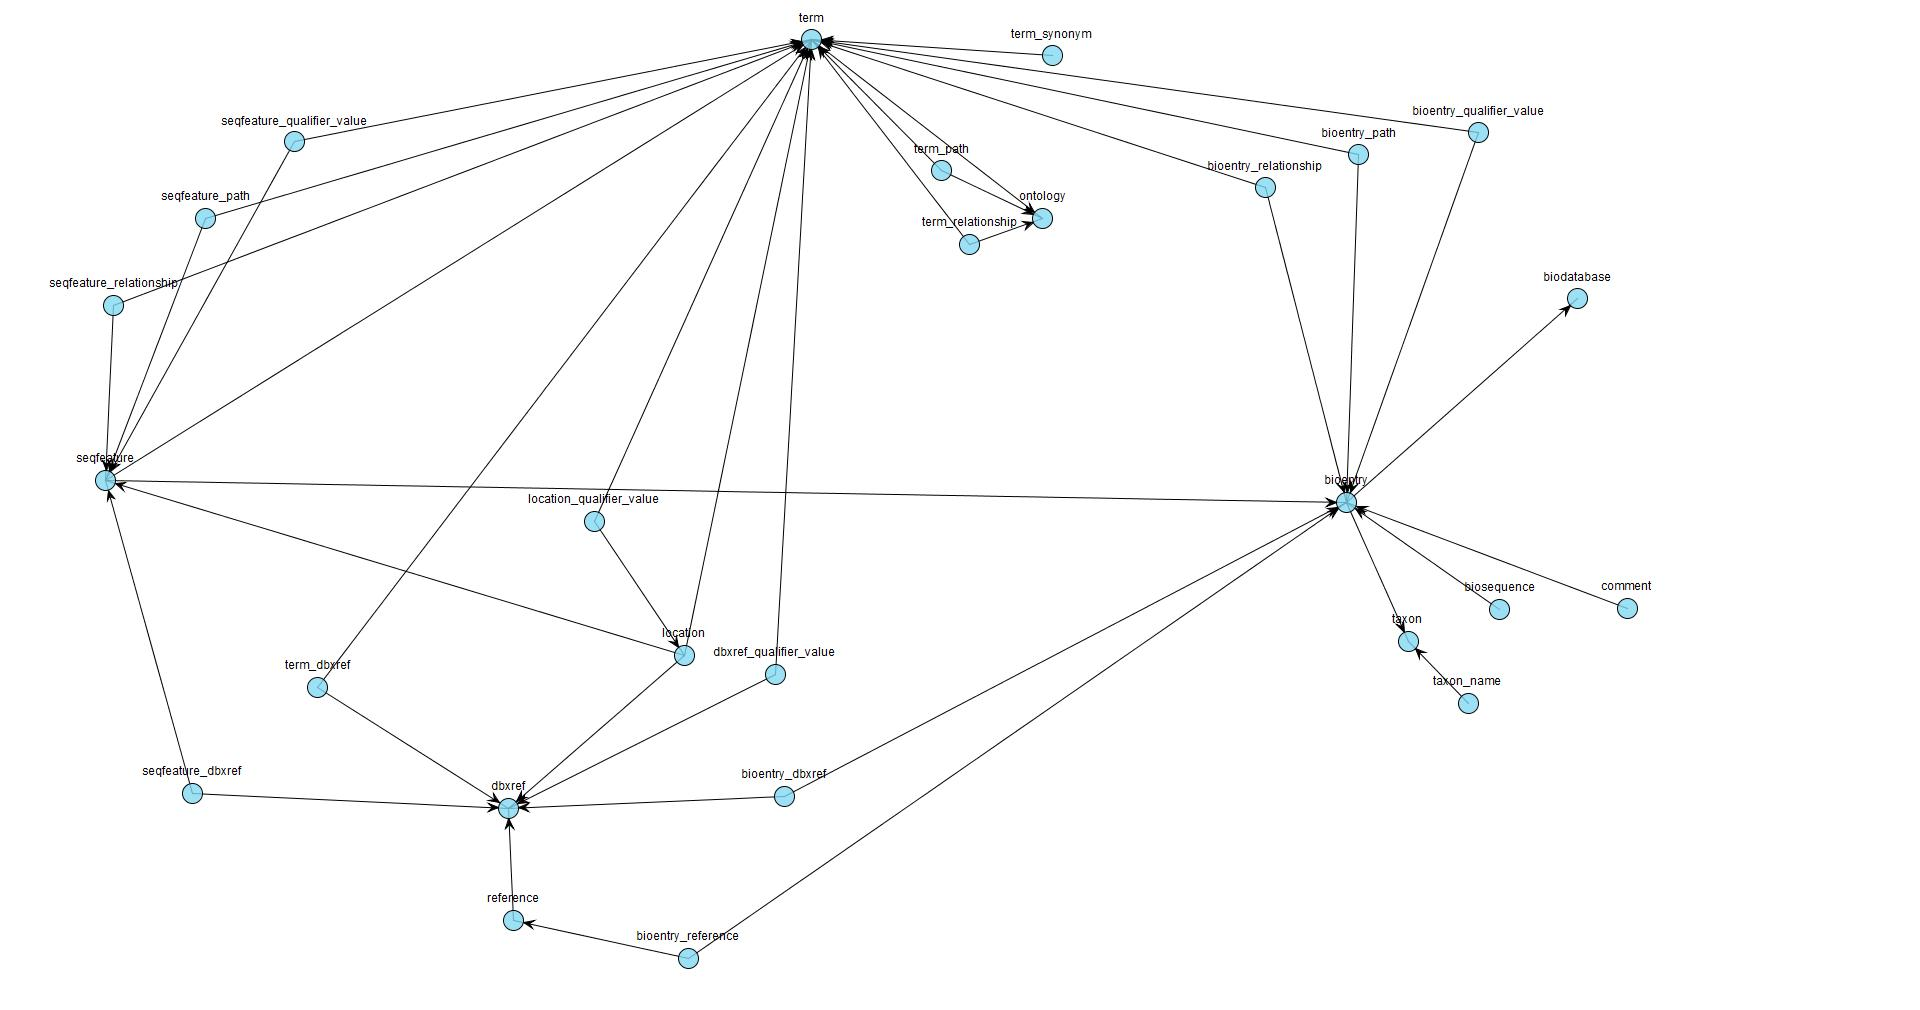 term
term_synonym
bioentry_qualifier_value
seqfeature_qualifier_value
bioentry_path
term_path
bioentry_relationship
seqfeature_path
ontology
term_relationship
biodatabase
seqfeature_relationship
seqfeature
bioentry
location_qualifier_value
comment
biosequence
taxon
location
dbxref_qualifier_value
term_dbxref
taxon_name
seqfeature_dbxref
bioentry_dbxref
dbxref
reference
bioentry_reference